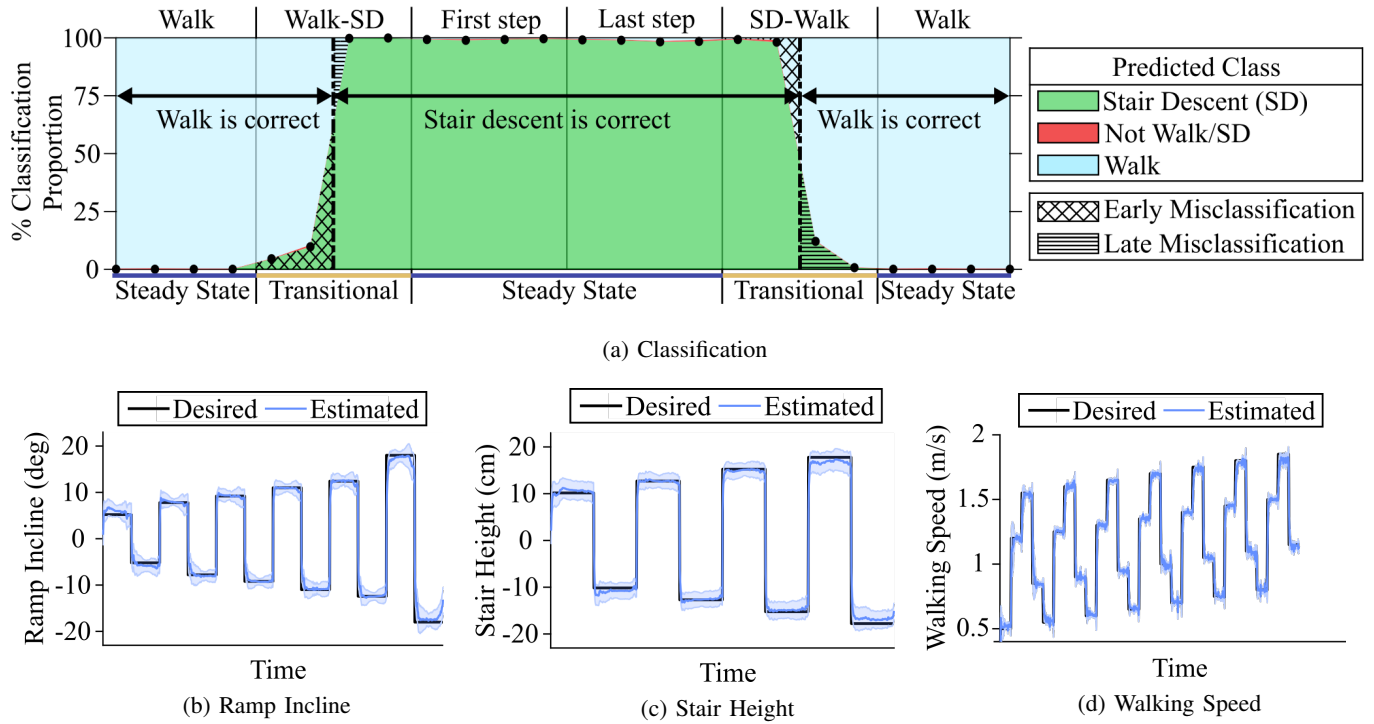 Walk Walk-SD First step Last step SD-Walk Walk
100
75
50
25
0
% Classification
Proportion
Walk is correct Stair descent is correct Walk is correct
Steady State Transitional Steady State Transitional Steady State
Predicted Class
Stair Descent (SD)
Not Walk/SD
Walk
Early Misclassification
Late Misclassification
(a) Classification
Desired Estimated
20
10
0
-10
-20
Ramp Incline (deg)
Time
(b) Ramp Incline
Desired Estimated
20
10
0
-10
-20
Stair Height (cm)
Time
(c) Stair Height
Desired Estimated
2
1.5
1
0.5
Walking Speed (m/s)
Time
(d) Walking Speed